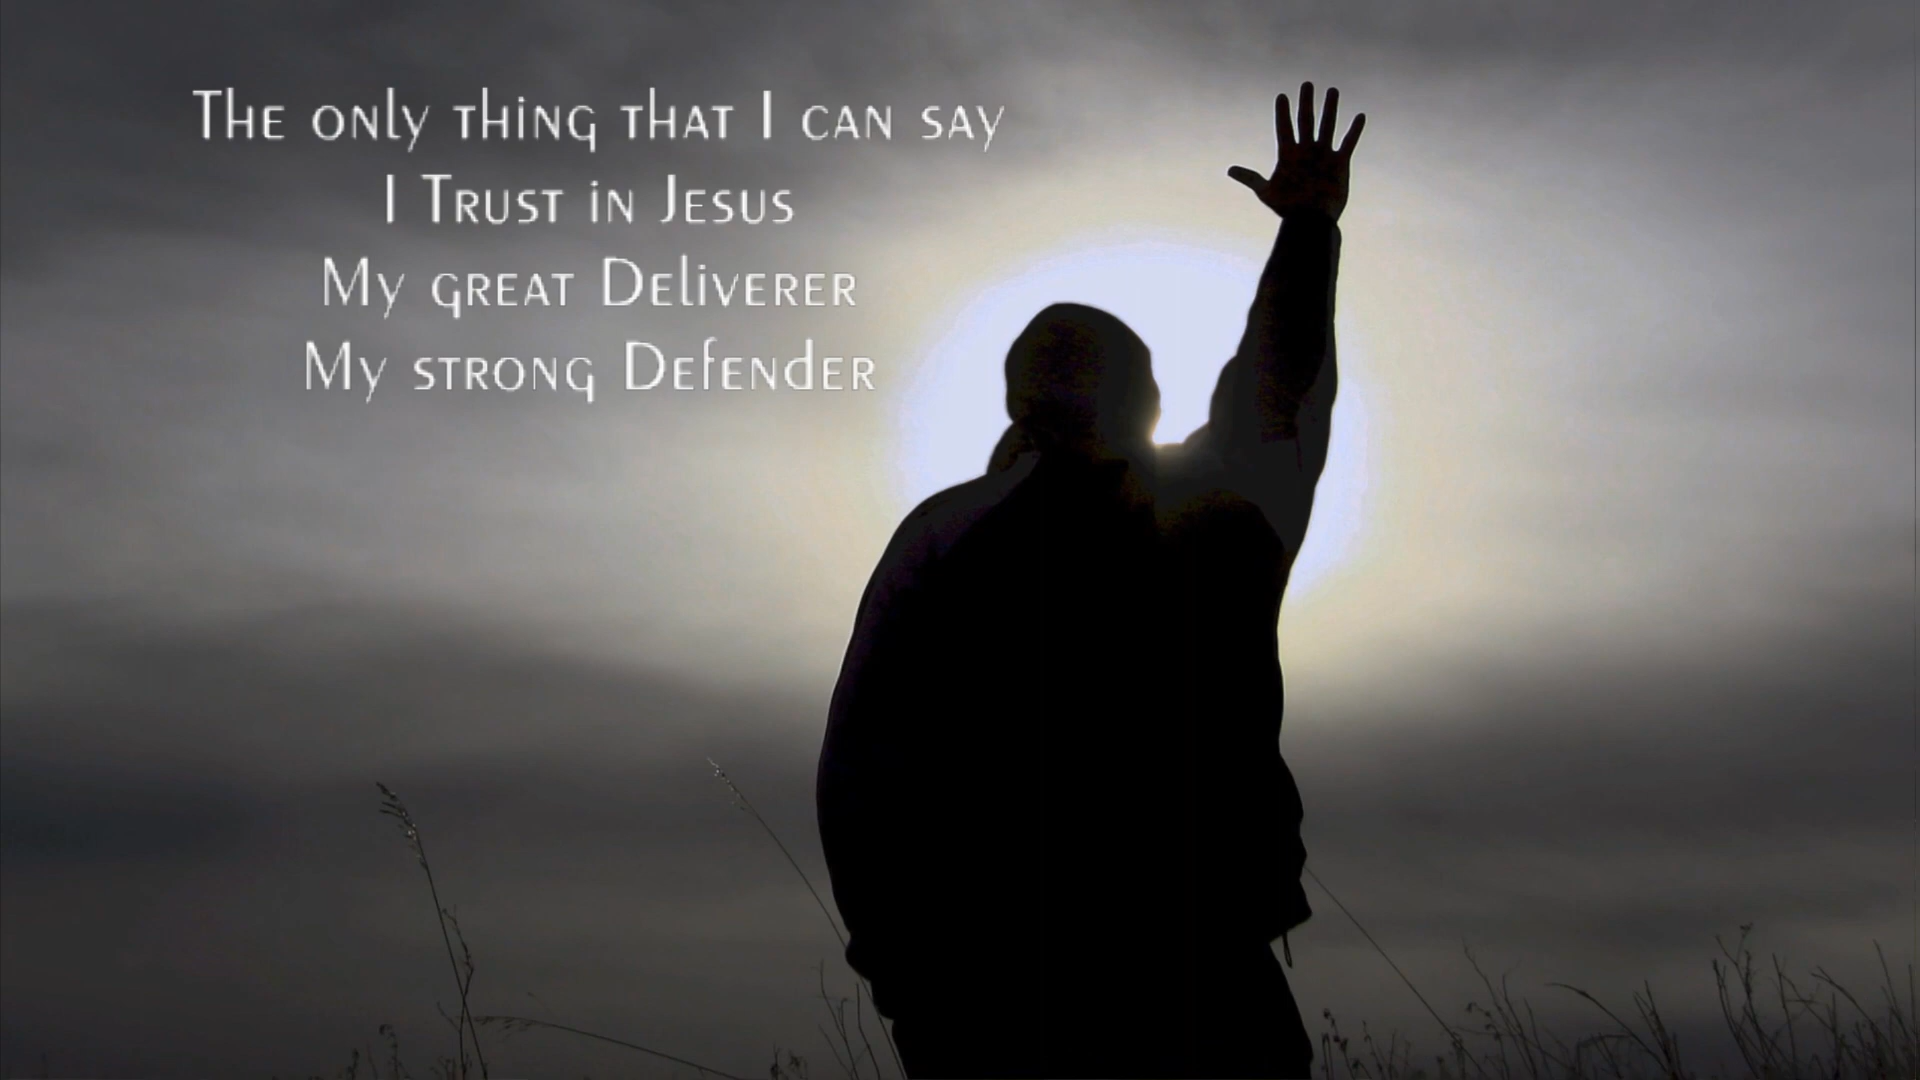 The only thing that I can say
I Trust in Jesus
My great Deliverer
My strong Defender